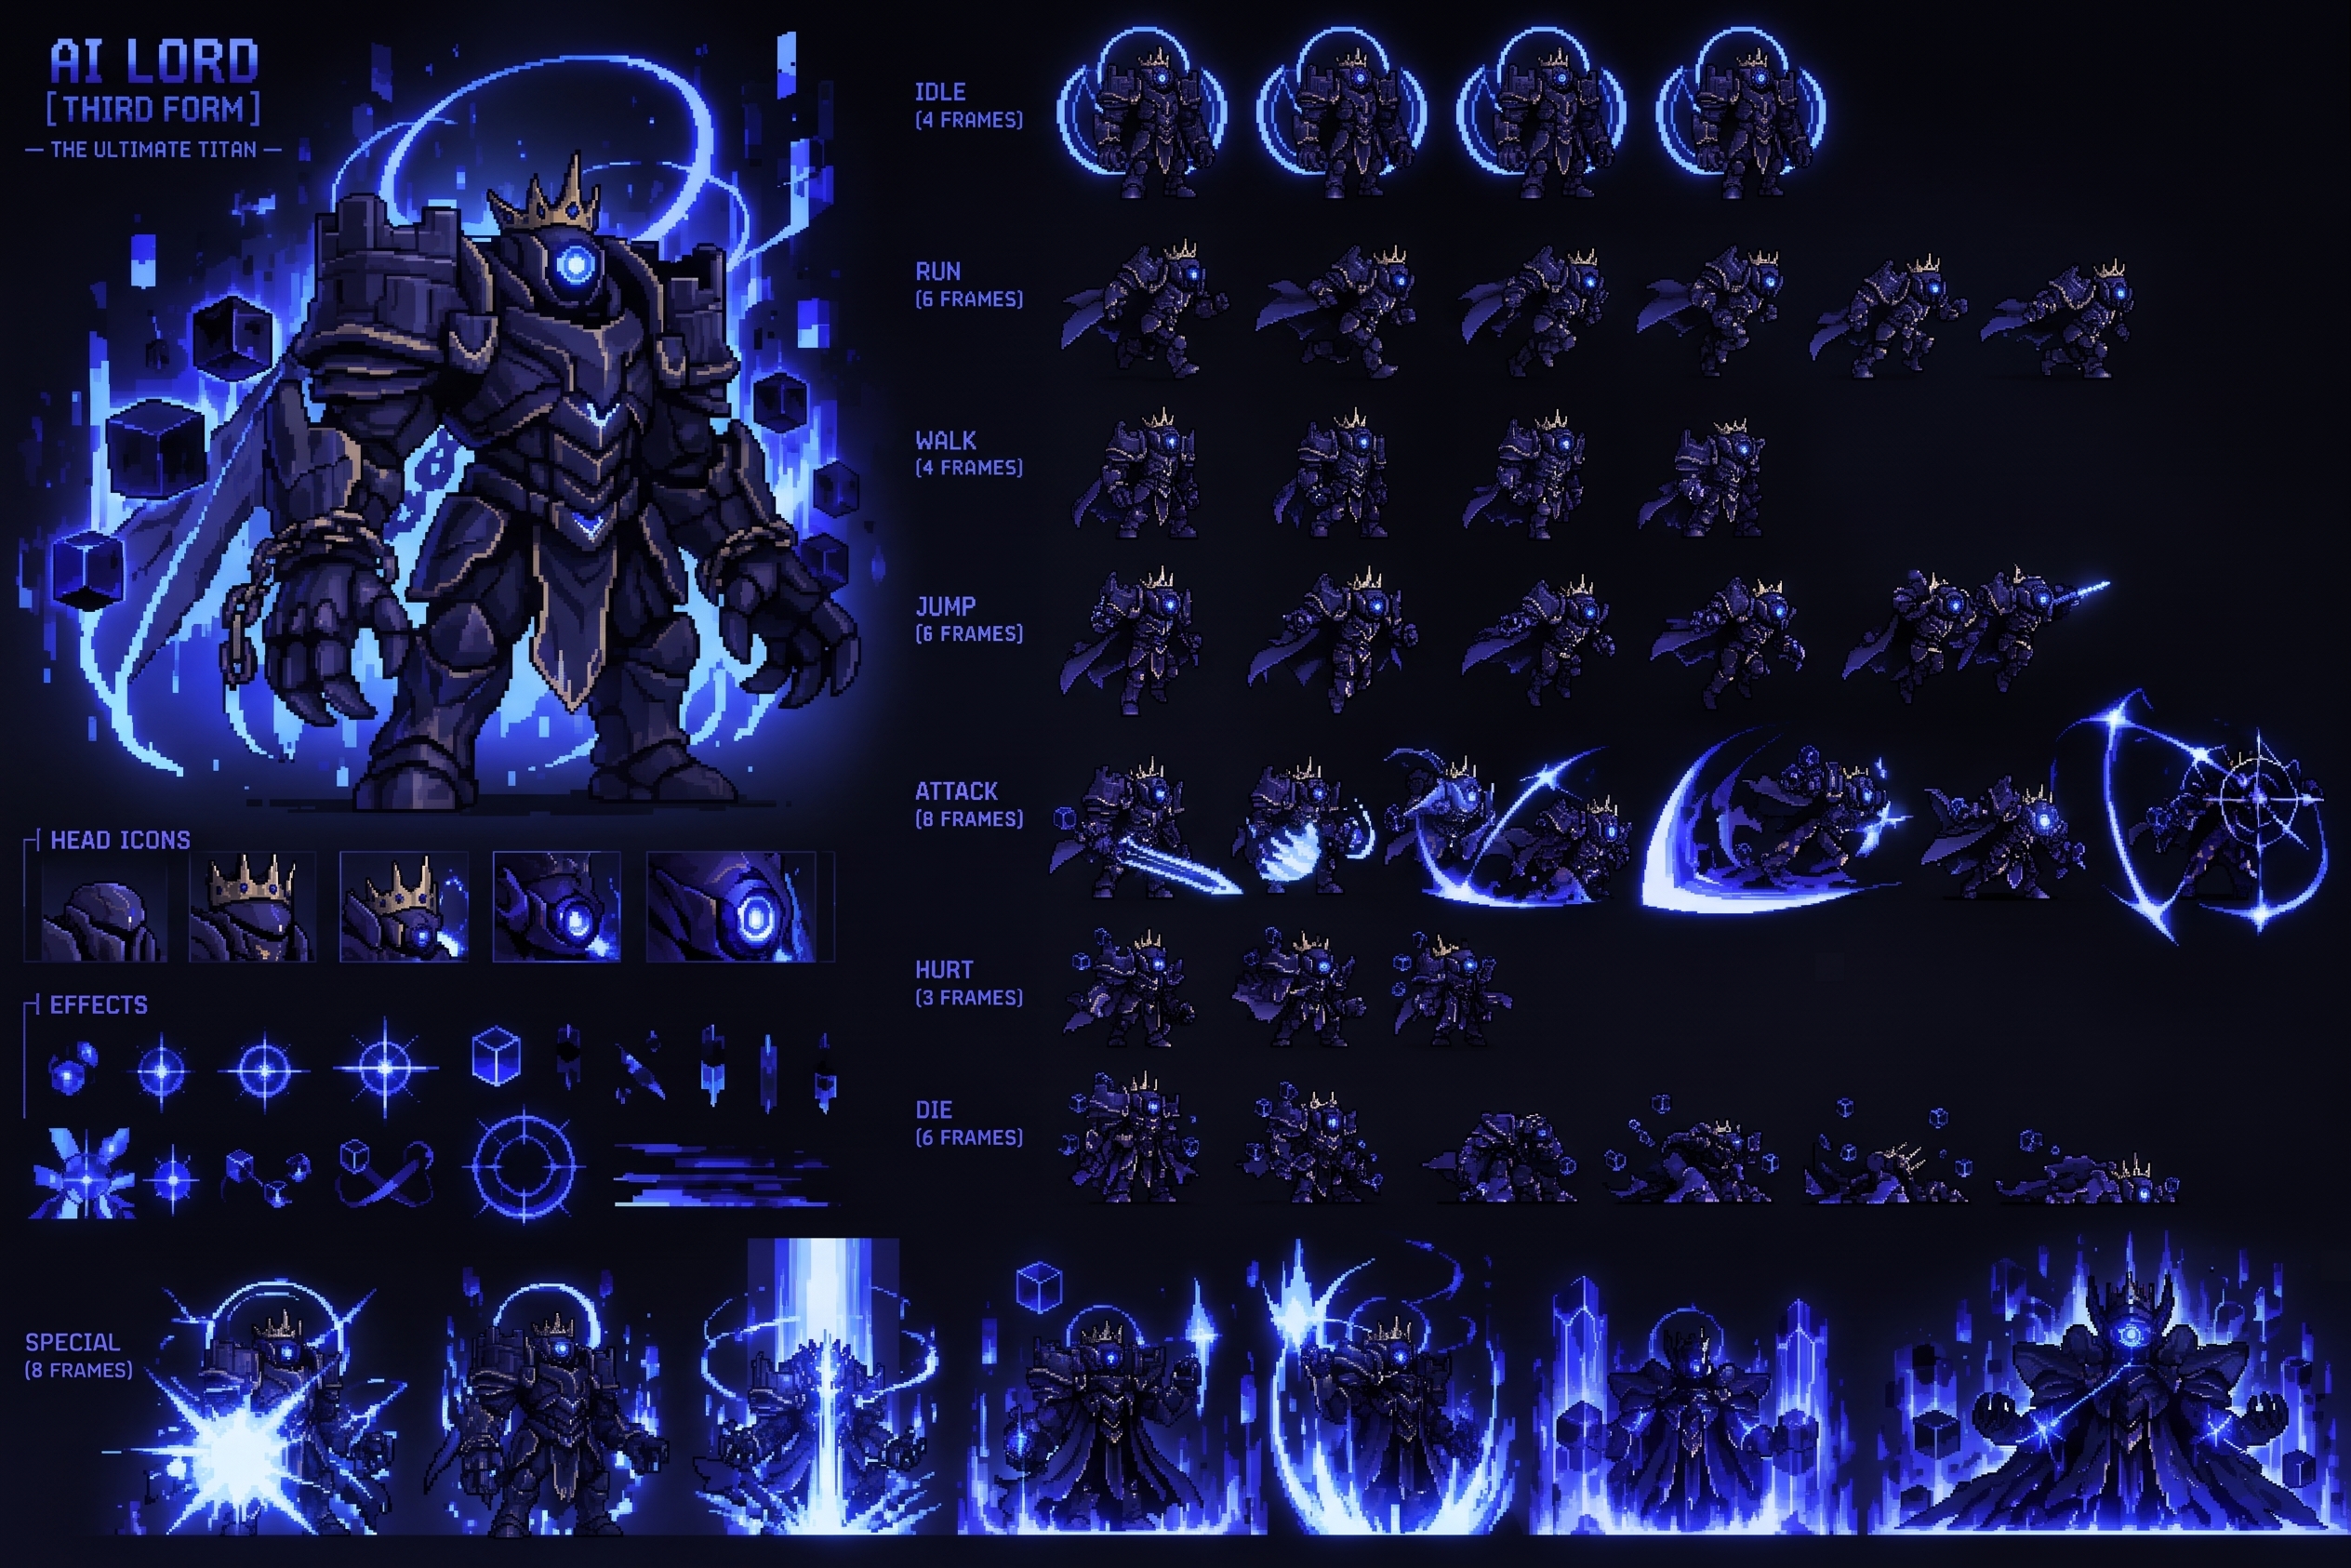 AI LORD
[THIRD FORM]
— THE ULTIMATE TITAN —
IDLE
(4 FRAMES)
RUN
(6 FRAMES)
WALK
(4 FRAMES)
JUMP
(6 FRAMES)
ATTACK
(8 FRAMES)
HURT
(3 FRAMES)
DIE
(6 FRAMES)
HEAD ICONS
EFFECTS
SPECIAL
(8 FRAMES)